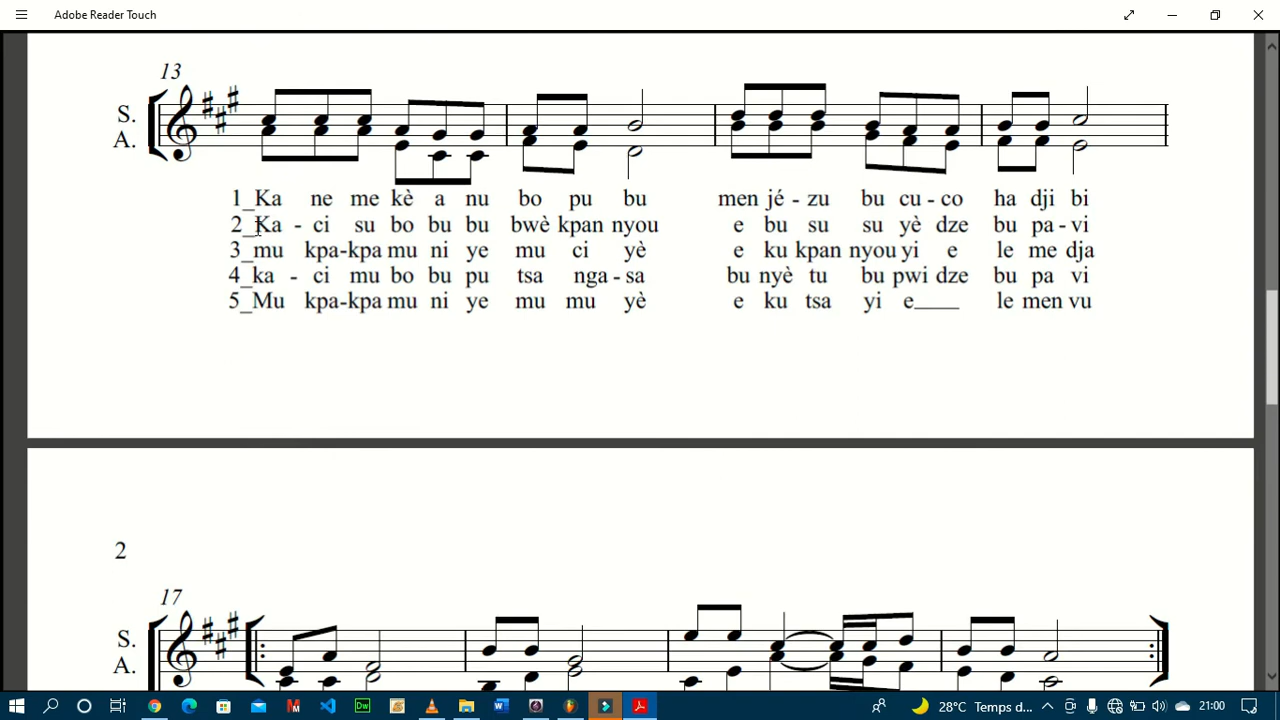 Adobe Reader Touch
13
S.
A.
1_Ka ne me kè a nu bo pu bu men jé - zu bu cu - co ha dji bi
2_Ka - ci su bo bu bu bwè kpan nyou e bu su su yè dze bu pa - vi
3_mu kpa-kpa mu ni ye mu ci yè e ku kpan nyou yi e le me dja
4_ka - ci mu bo bu pu tsa nga - sa bu nyè tu bu pwi dze bu pa vi
5_Mu kpa-kpa mu ni ye mu mu yè e ku tsa yi e____ le men vu
2
17
S.
A.
28°C Temps d... 21:00